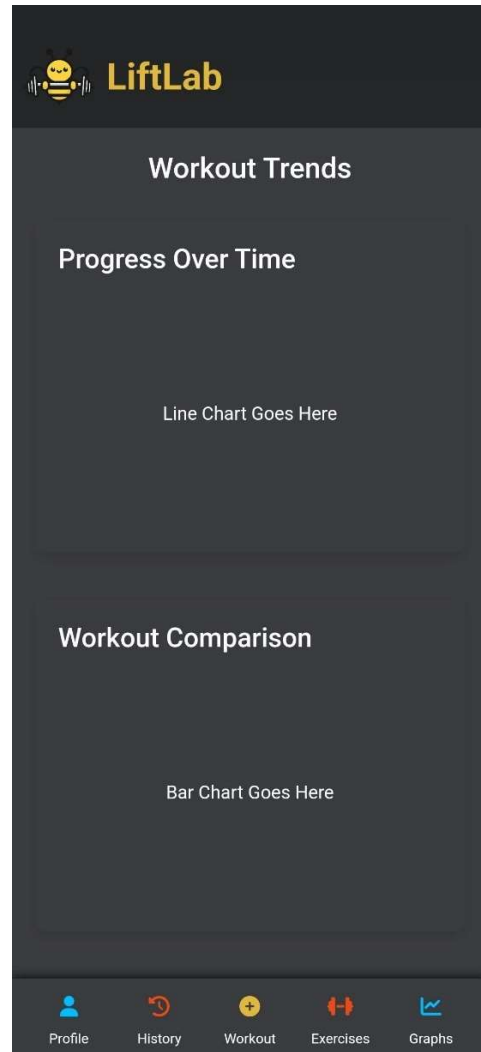 LiftLab
Workout Trends
Progress Over Time
Line Chart Goes Here
Workout Comparison
Bar Chart Goes Here
Profile
History
Workout
Exercises
Graphs